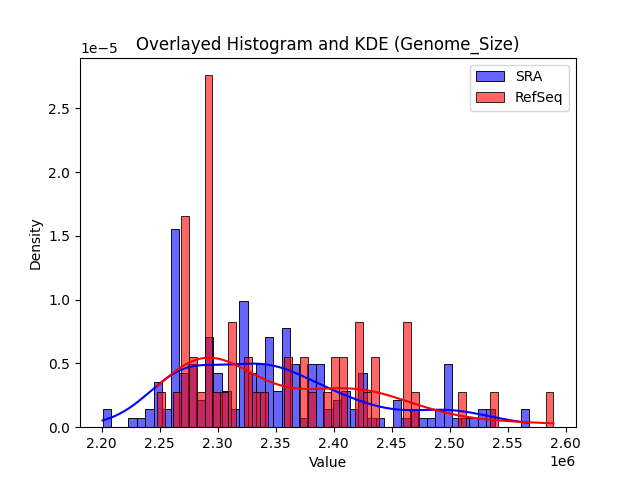 Overlayed Histogram and KDE (Genome_Size)
1e−5
SRA
RefSeq
2.5
2.0
1.5
1.0
0.5
0.0
Density
2.20 2.25 2.30 2.35 2.40 2.45 2.50 2.55 2.60
Value
1e6